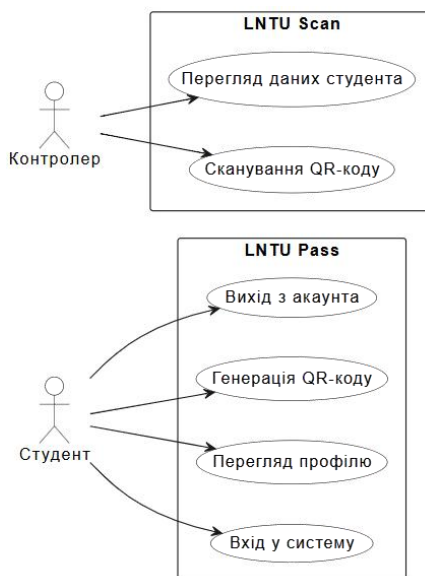 LNTU Scan
Перегляд даних студента
Контролер
Сканування QR-коду
LNTU Pass
Вихід з акаунта
Генерація QR-коду
Студент
Перегляд профілю
Вхід у систему